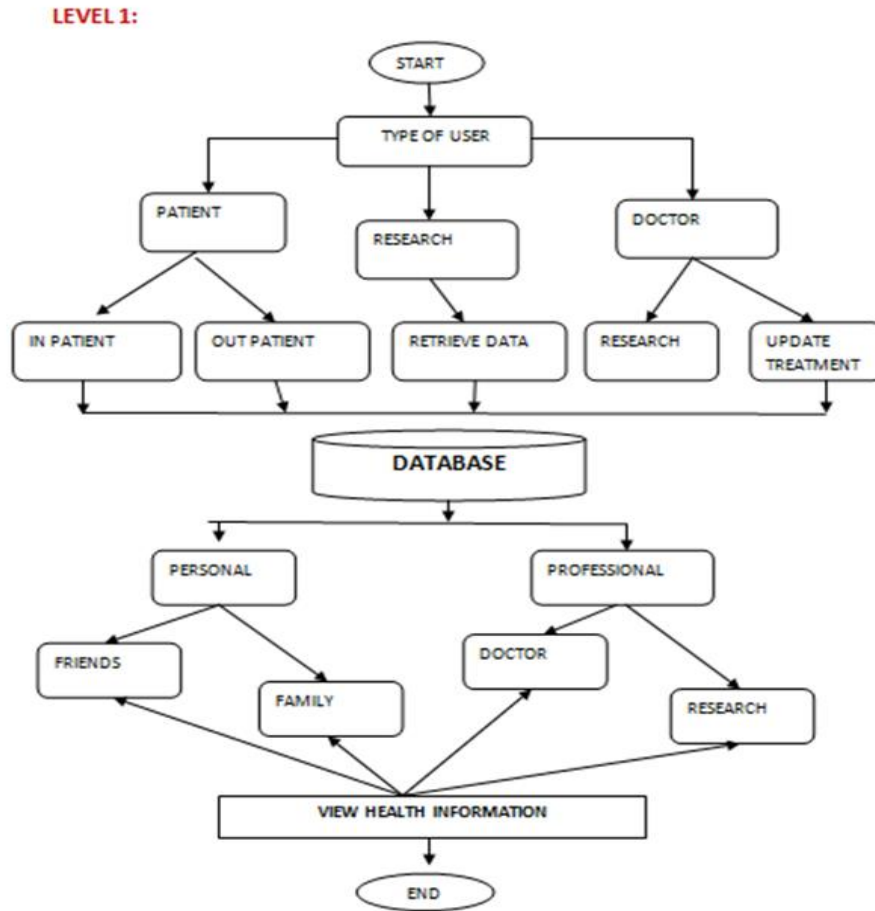 LEVEL 1:
START
TYPE OF USER
PATIENT
RESEARCH
DOCTOR
IN PATIENT
OUT PATIENT
RETRIEVE DATA
RESEARCH
UPDATE
TREATMENT
DATABASE
PERSONAL
PROFESSIONAL
FRIENDS
FAMILY
DOCTOR
RESEARCH
VIEW HEALTH INFORMATION
END